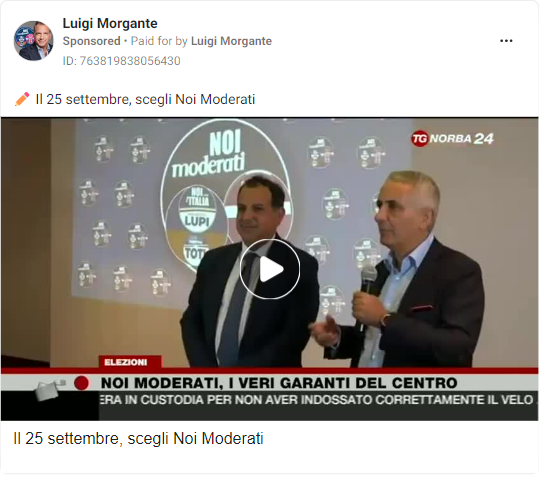 Luigi Morgante
Sponsored • Paid for by Luigi Morgante
ID: 763819838056430
Il 25 settembre, scegli Noi Moderati
TG NORBA 24
NOI
moderati
NOI L'ITALIA
LUPI
TOTI
ELEZIONI
NOI MODERATI, I VERI GARANTI DEL CENTRO
ERA IN CUSTODIA PER NON AVER INDOSSATO CORRETTAMENTE IL VELO
Il 25 settembre, scegli Noi Moderati